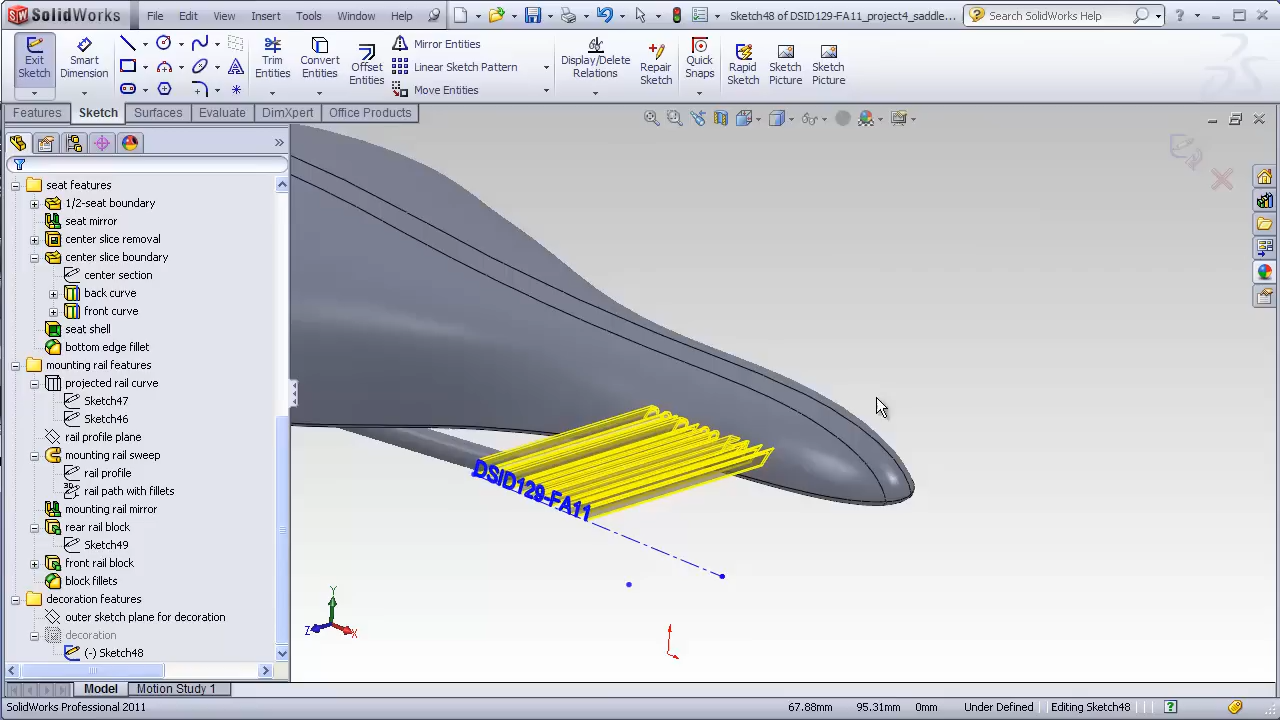 SolidWorks File Edit View Insert Tools Window Help Sketch48 of DSID129-FA11_project4_saddle... Search SolidWorks Help
Exit Sketch
Smart Dimension
Trim Entities
Convert Entities
Offset Entities
Mirror Entities
Linear Sketch Pattern
Move Entities
Display/Delete Relations
Repair Sketch
Quick Snaps
Rapid Sketch
Sketch Picture
Sketch Picture
Features Sketch Surfaces Evaluate DimXpert Office Products
seat features
1/2-seat boundary
seat mirror
center slice removal
center slice boundary
center section
back curve
front curve
seat shell
bottom edge fillet
mounting rail features
projected rail curve
Sketch47
Sketch46
rail profile plane
mounting rail sweep
rail profile
rail path with fillets
mounting rail mirror
rear rail block
Sketch49
front rail block
block fillets
decoration features
outer sketch plane for decoration
decoration
(-) Sketch48
DSID129-FA11
Y
Z
X
Model Motion Study 1
SolidWorks Professional 2011 67.88mm 95.31mm 0mm Under Defined Editing Sketch48